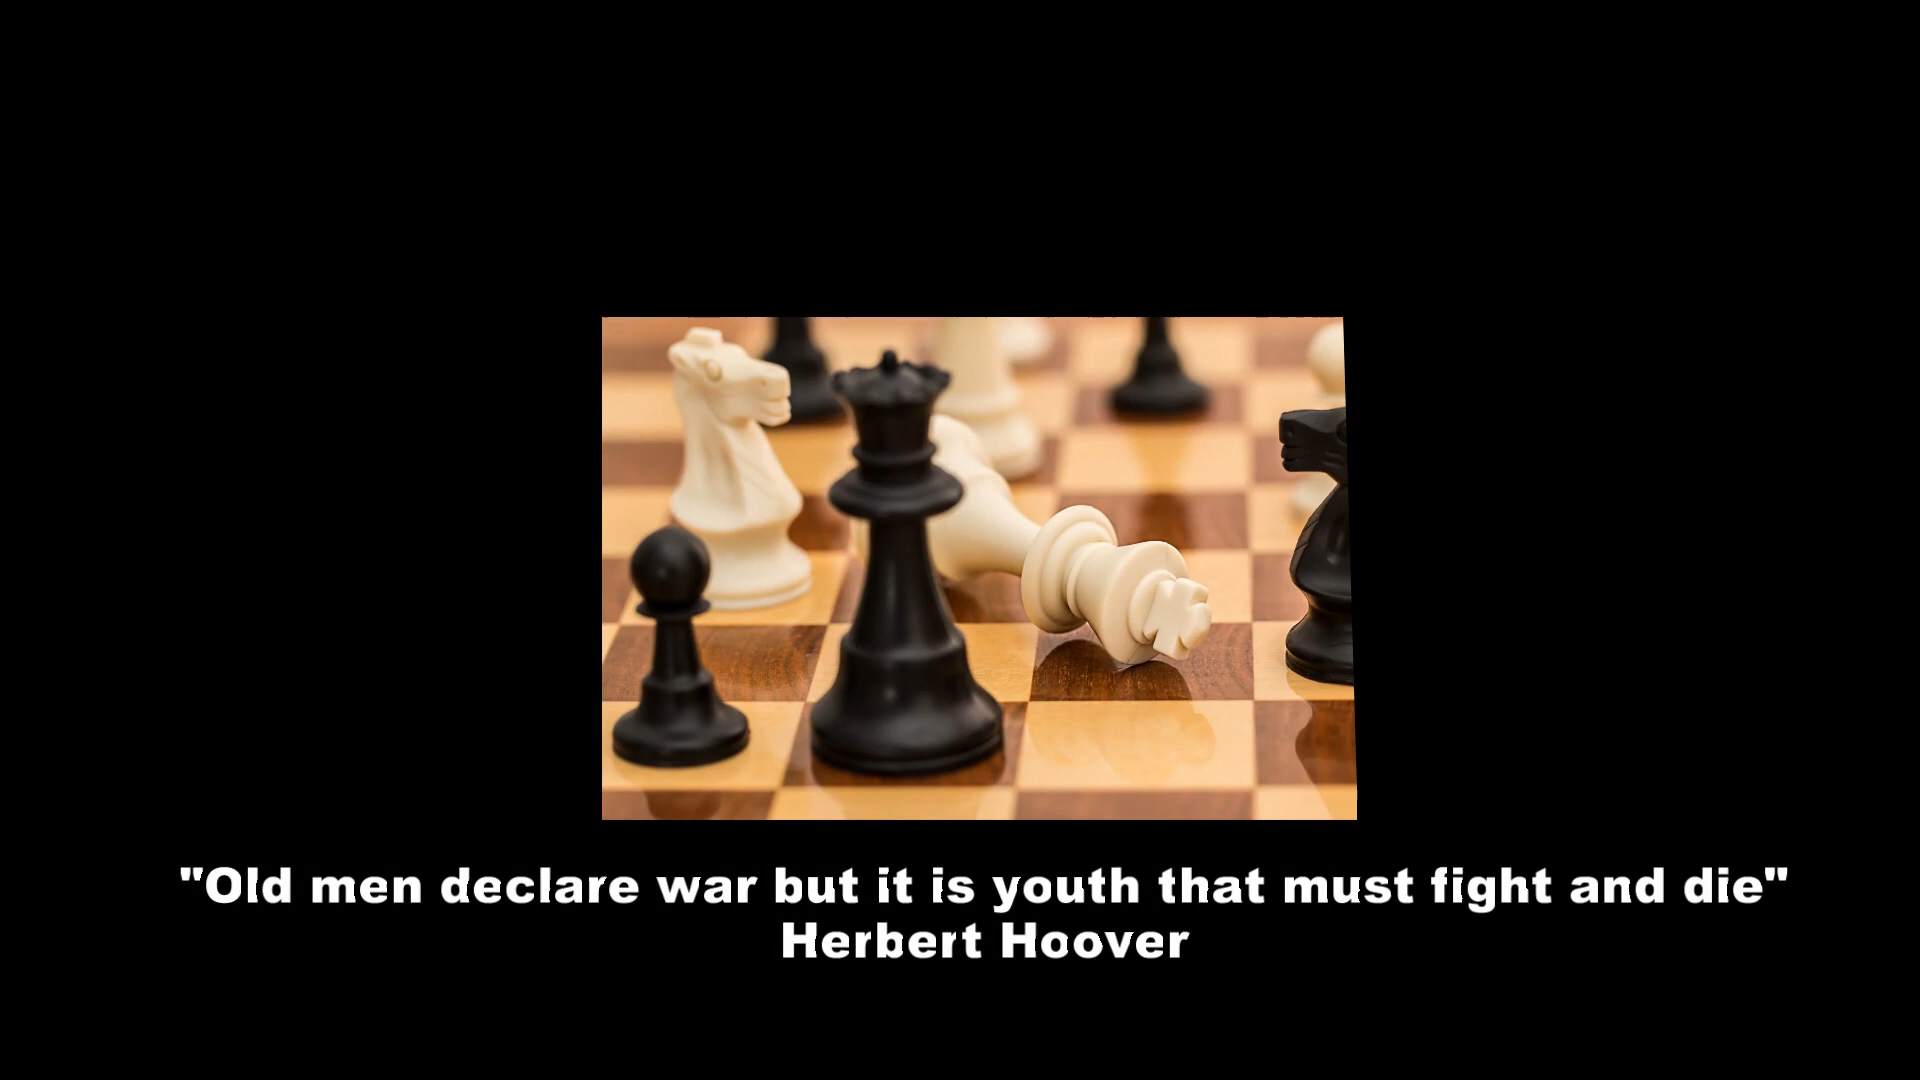 "Old men declare war but it is youth that must fight and die"
Herbert Hoover